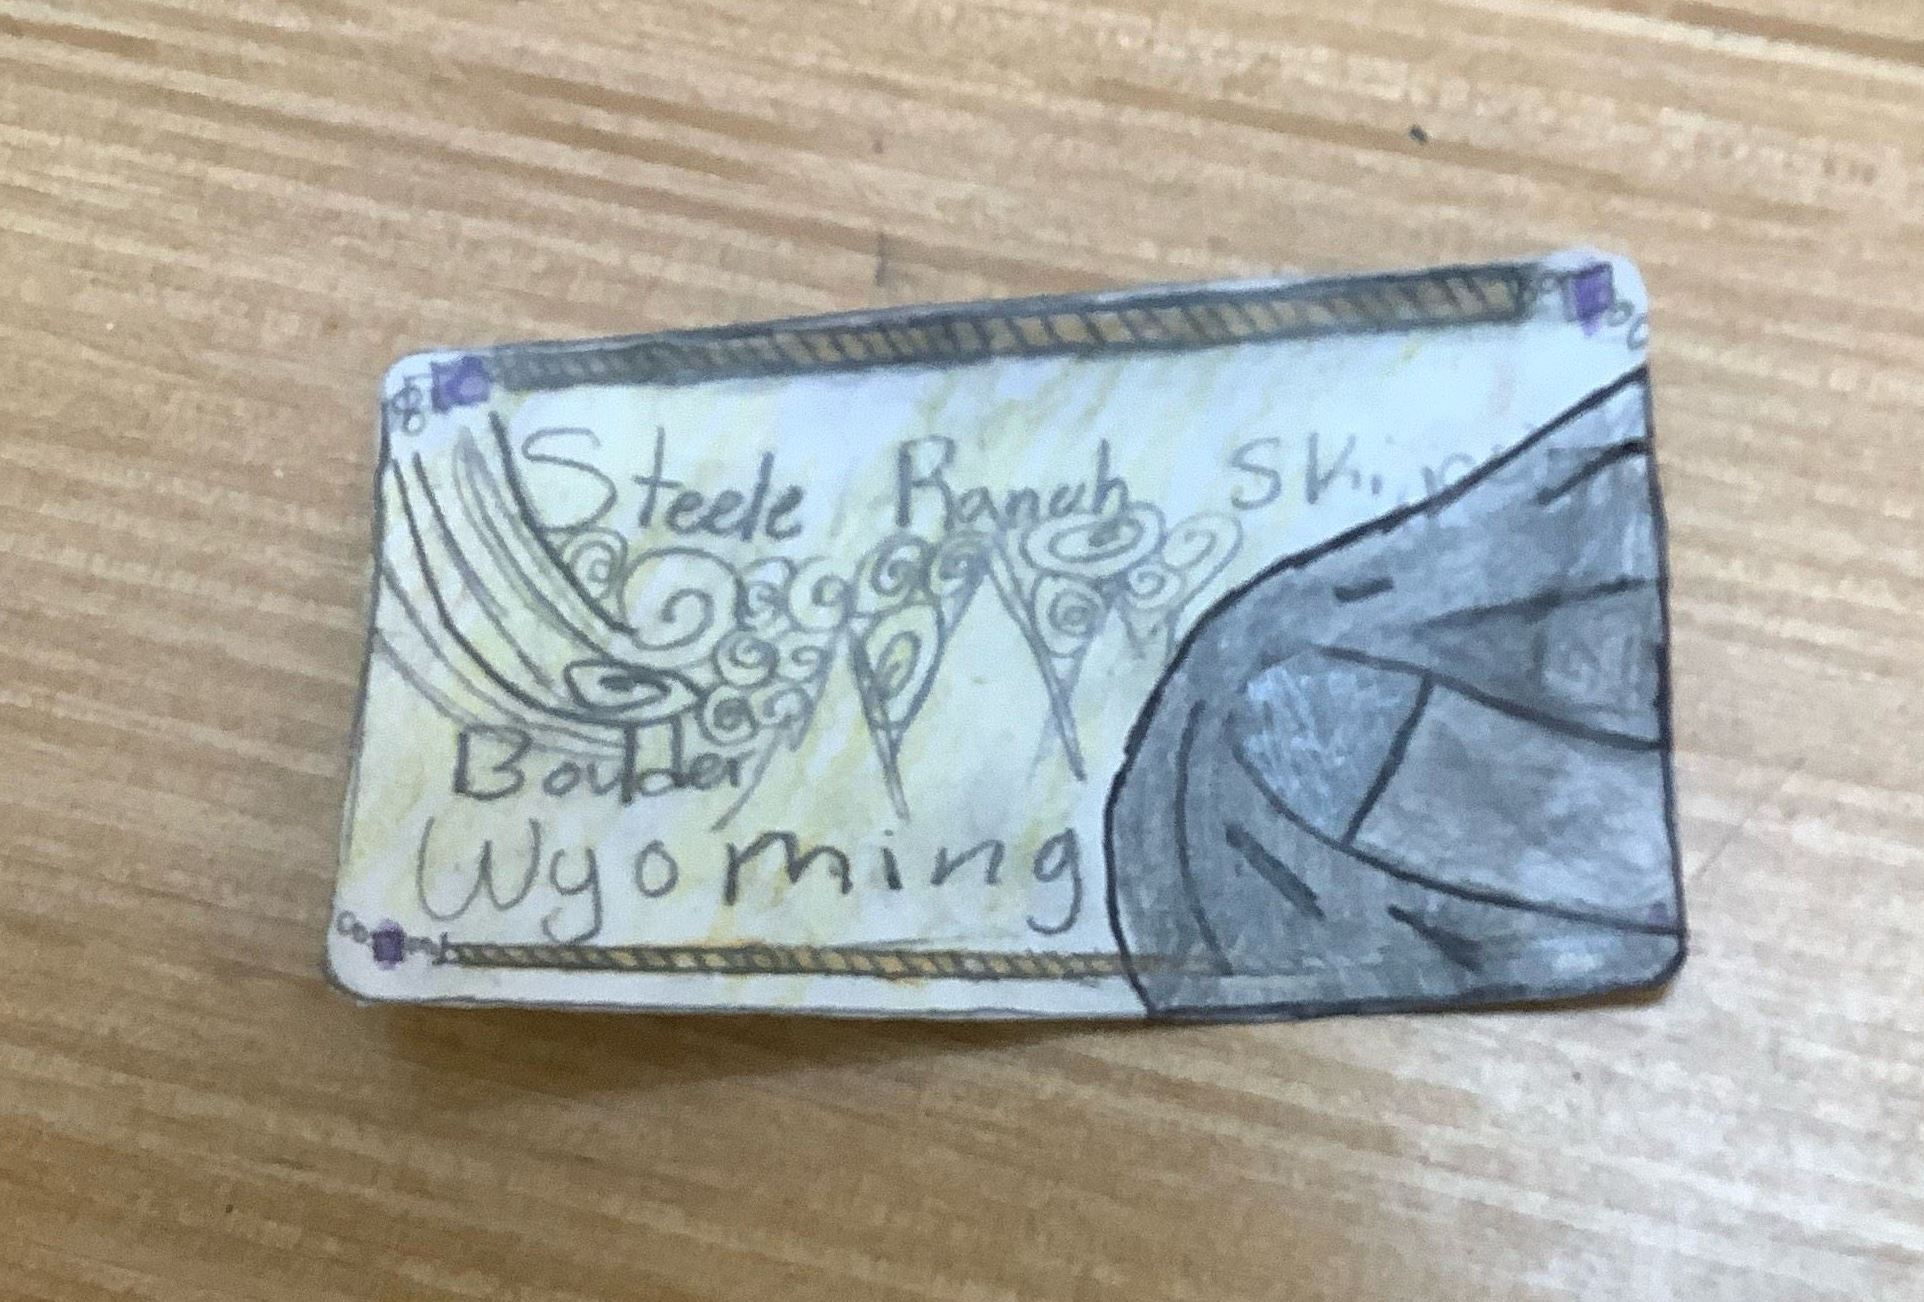 Steele Ranch
Boulder
Wyoming